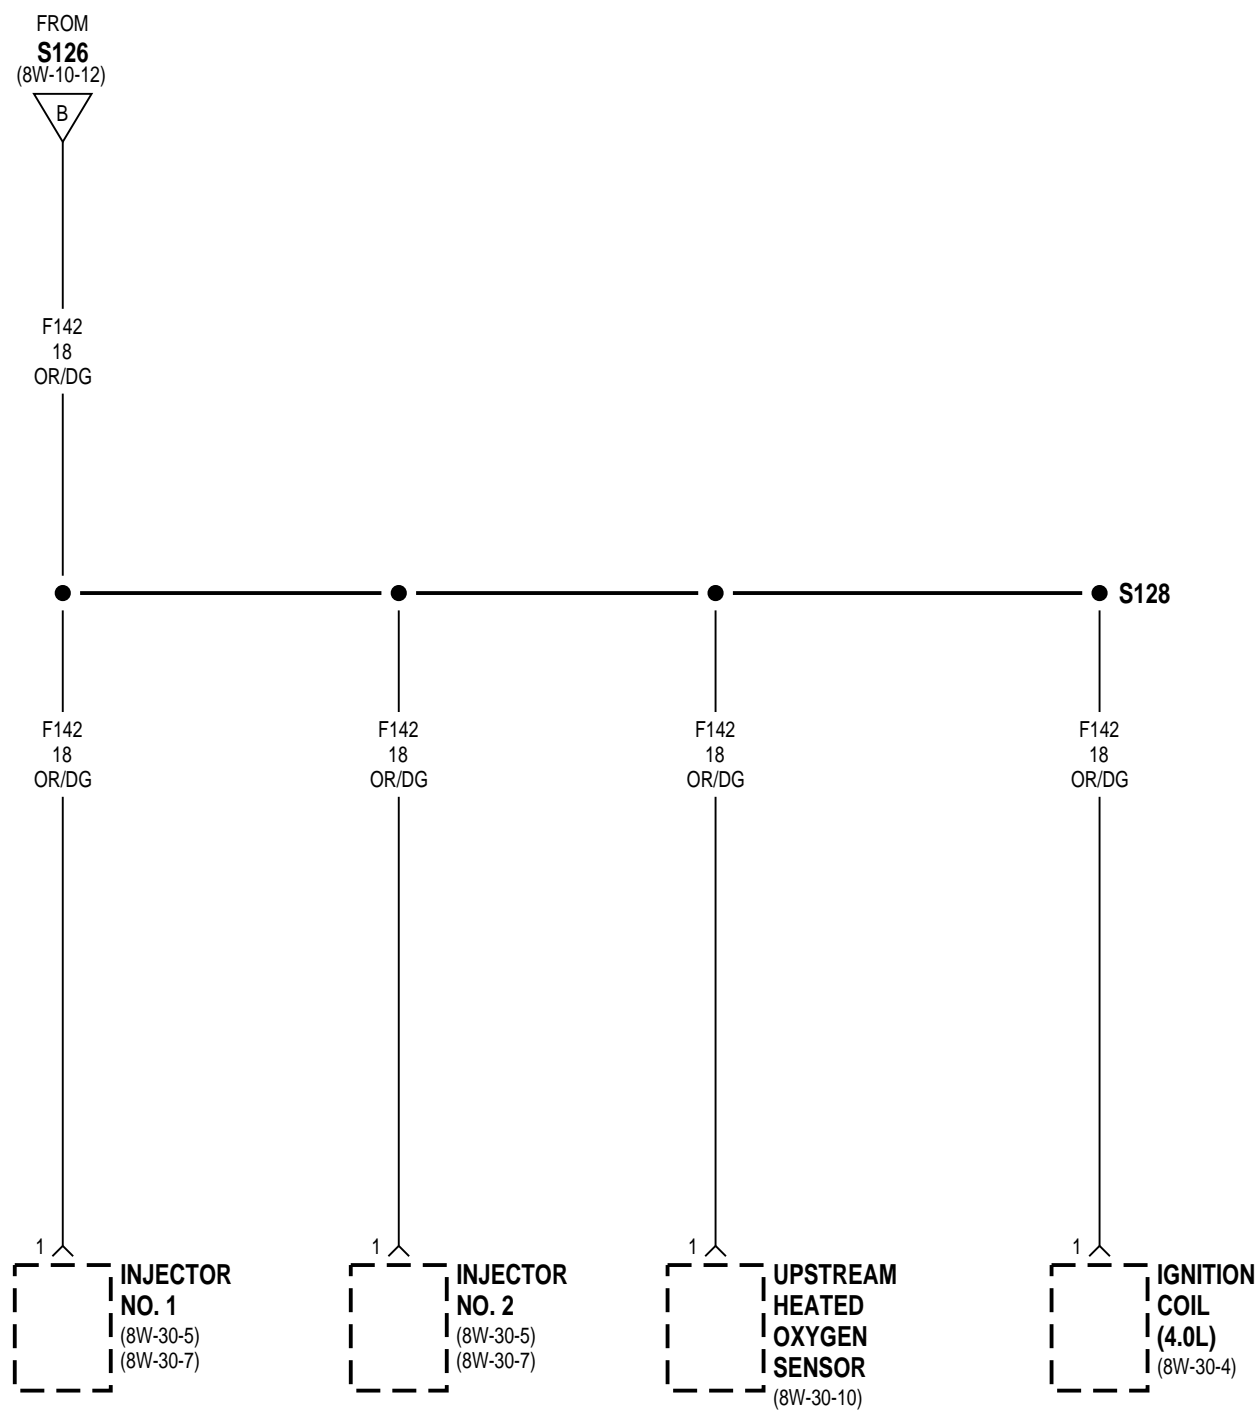 FROM
S126
(8W-10-12)
B
F142
18
OR/DG
S128
F142
18
OR/DG
F142
18
OR/DG
F142
18
OR/DG
F142
18
OR/DG
1
INJECTOR
NO. 1
(8W-30-5)
(8W-30-7)
1
INJECTOR
NO. 2
(8W-30-5)
(8W-30-7)
1
UPSTREAM
HEATED
OXYGEN
SENSOR
(8W-30-10)
1
IGNITION
COIL
(4.0L)
(8W-30-4)